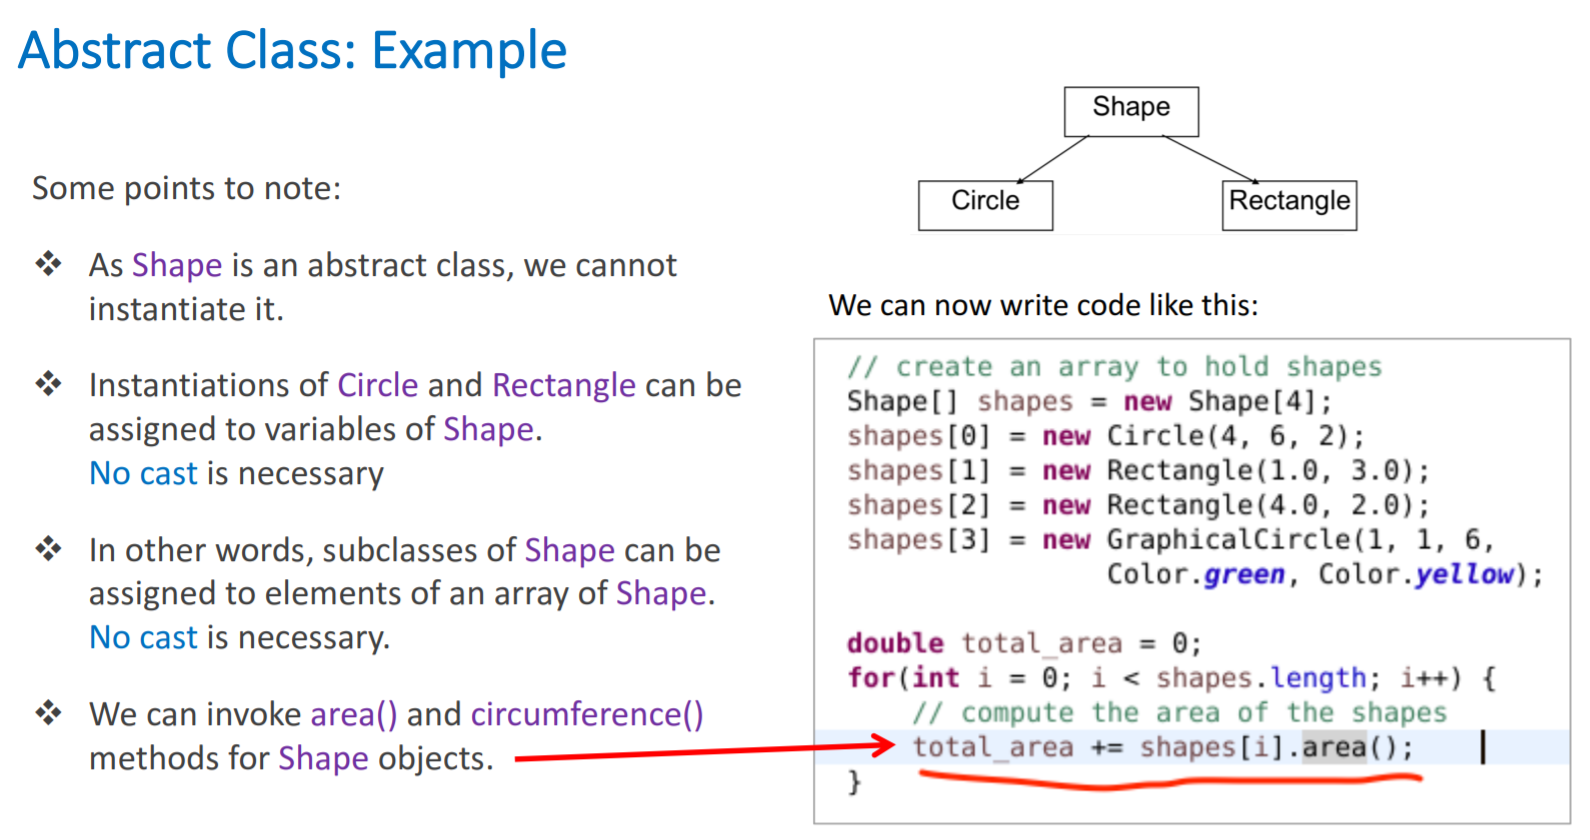 Abstract Class: Example
Some points to note:
❖ As Shape is an abstract class, we cannot
instantiate it.
❖ Instantiations of Circle and Rectangle can be
assigned to variables of Shape.
No cast is necessary
❖ In other words, subclasses of Shape can be
assigned to elements of an array of Shape.
No cast is necessary.
❖ We can invoke area() and circumference()
methods for Shape objects.
Shape
Circle
Rectangle
We can now write code like this:
// create an array to hold shapes
Shape[] shapes = new Shape[4];
shapes[0] = new Circle(4, 6, 2);
shapes[1] = new Rectangle(1.0, 3.0);
shapes[2] = new Rectangle(4.0, 2.0);
shapes[3] = new GraphicalCircle(1, 1, 6,
Color.green, Color.yellow);
double total_area = 0;
for(int i = 0; i < shapes.length; i++) {
// compute the area of the shapes
total_area += shapes[i].area();
}